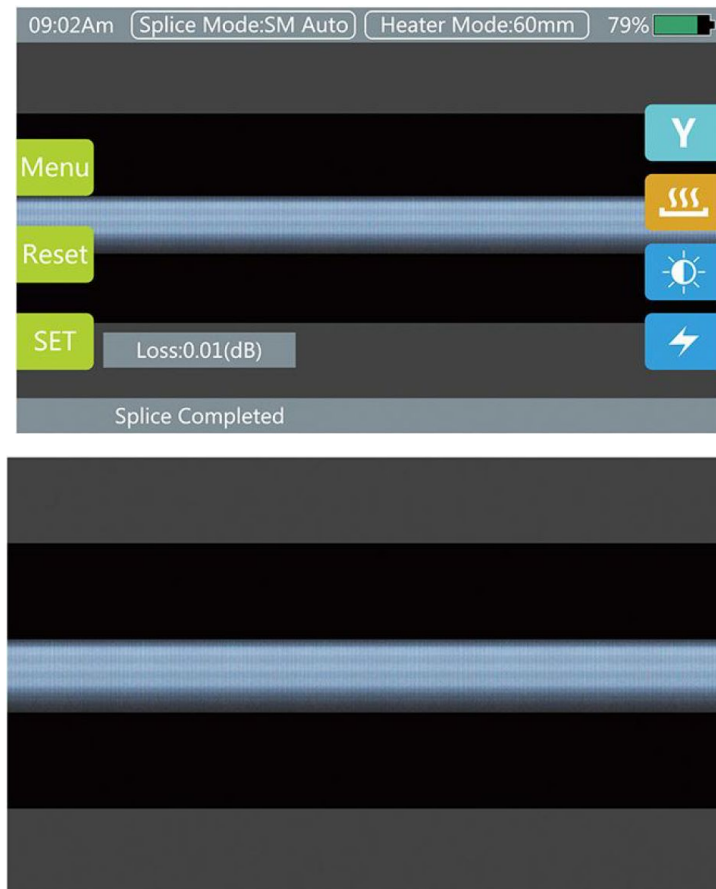 09:02Am Splice Mode:SM Auto Heater Mode:60mm 79%
Y
Menu
Reset
SET
Loss:0.01(dB)
Splice Completed